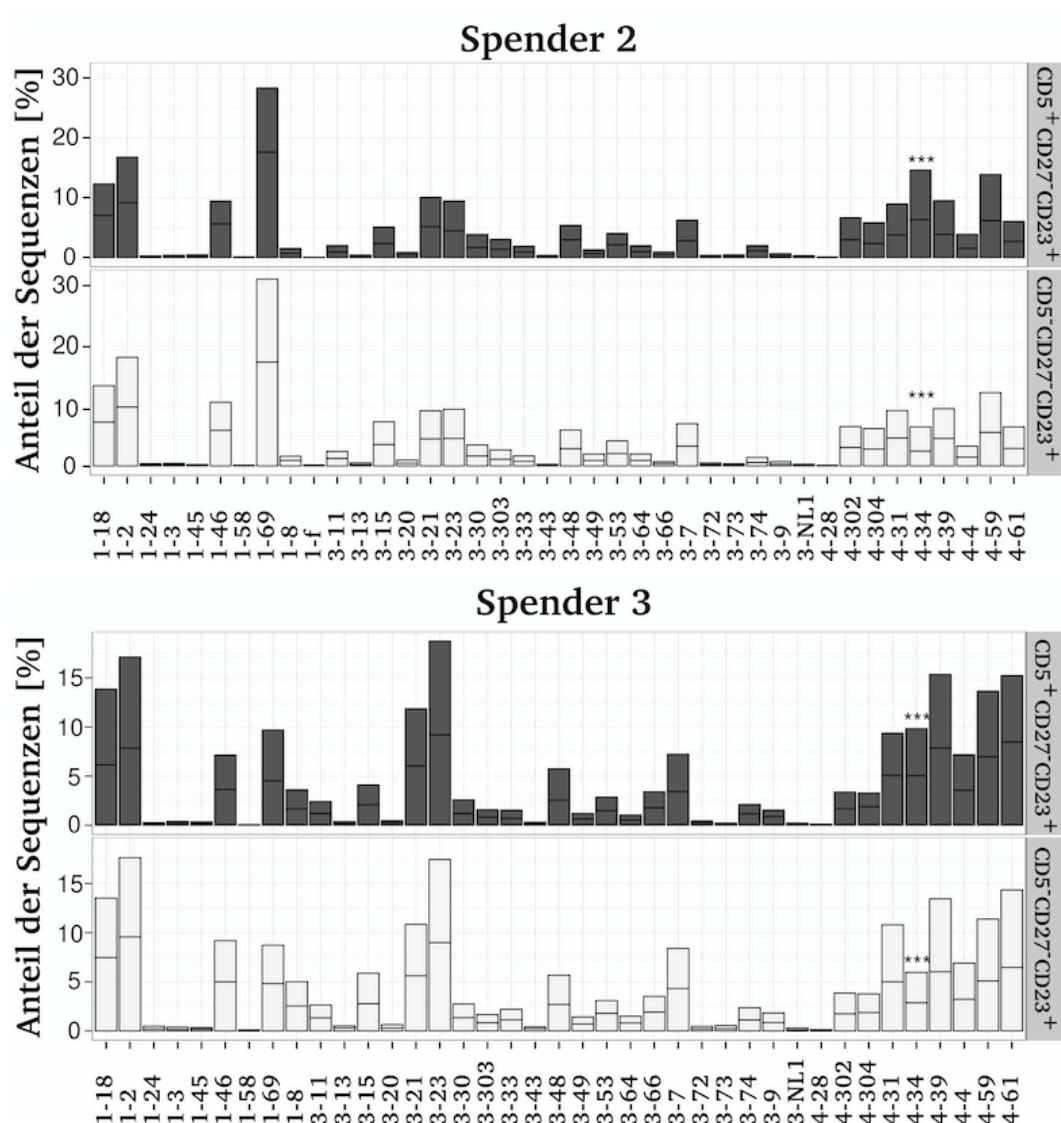 Spender 2
Anteil der Sequenzen [%]
30
20
10
0
***
CD5⁺CD27⁻CD23⁺
30
20
10
0
***
CD5⁻CD27⁻CD23⁺
1-18 1-2 1-24 1-3 1-45 1-46 1-58 1-69 1-8 1-f 3-11 3-13 3-15 3-20 3-21 3-23 3-30 3-303 3-33 3-43 3-48 3-49 3-53 3-64 3-66 3-7 3-72 3-73 3-74 3-9 3-NL1 4-28 4-302 4-304 4-31 4-34 4-39 4-4 4-59 4-61
Spender 3
Anteil der Sequenzen [%]
15
10
5
0
***
CD5⁺CD27⁻CD23⁺
15
10
5
0
***
CD5⁻CD27⁻CD23⁺
1-18 1-2 1-24 1-3 1-45 1-46 1-58 1-69 1-8 3-11 3-13 3-15 3-20 3-21 3-23 3-30 3-303 3-33 3-43 3-48 3-49 3-53 3-64 3-66 3-7 3-72 3-73 3-74 3-9 3-NL1 4-28 4-302 4-304 4-31 4-34 4-39 4-4 4-59 4-61